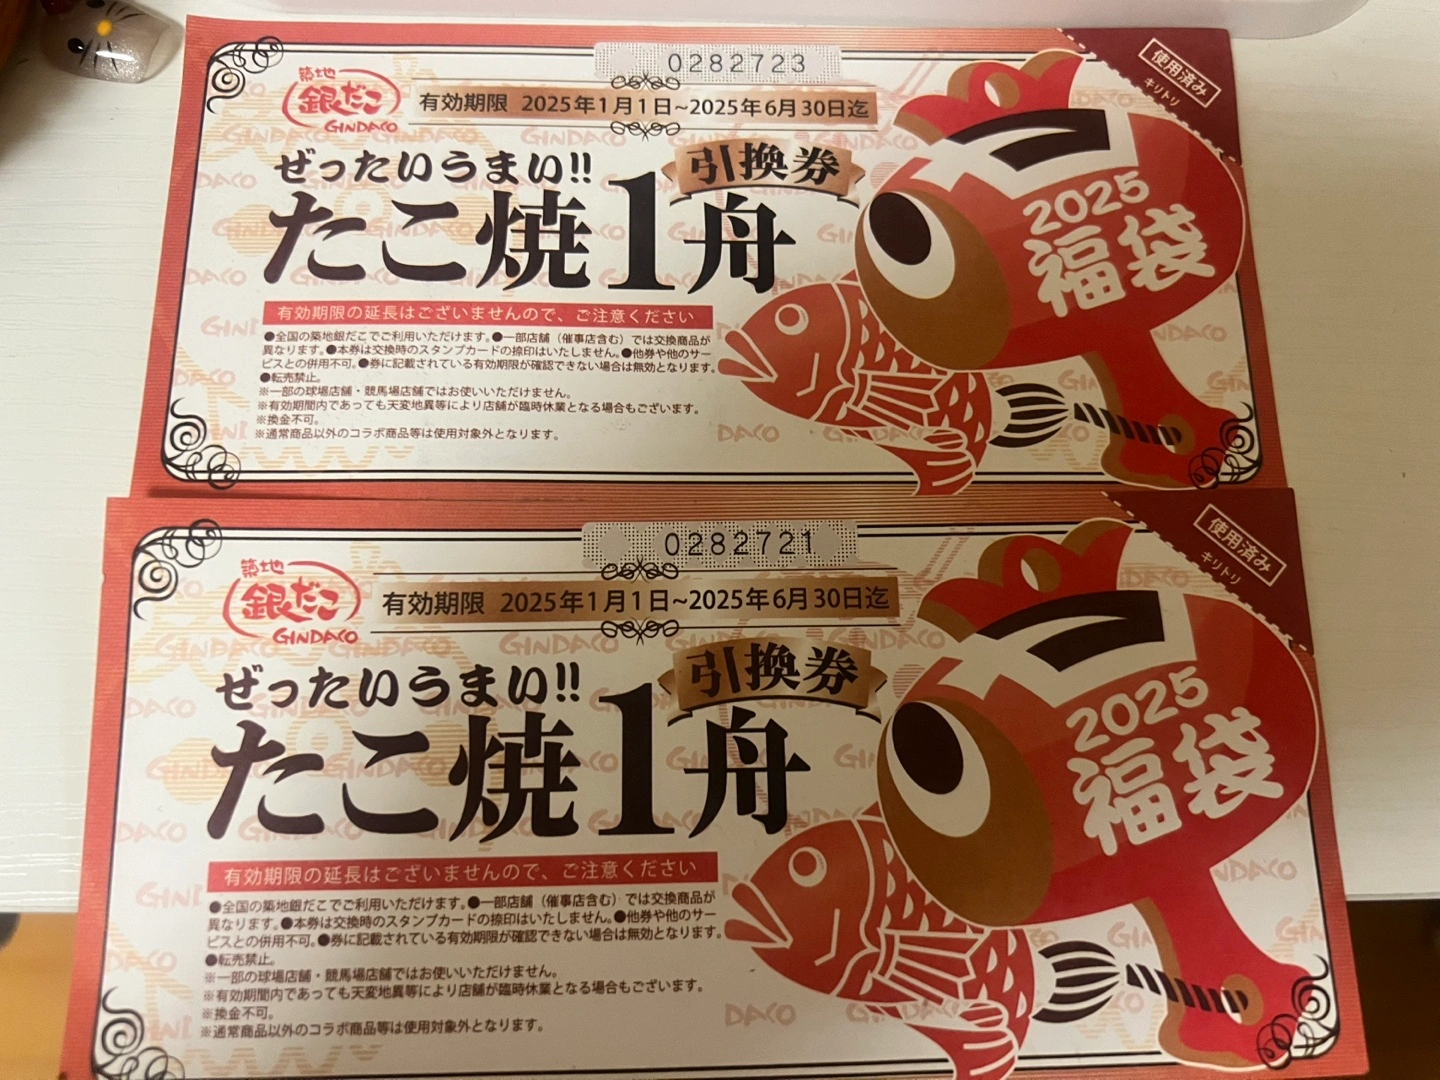 0282723
使用済み
キリトリ
築地
銀だこ
GINDACO
有効期限 2025年1月1日~2025年6月30日迄
ぜったいうまい!!
引換券
たこ焼1舟
2025
福袋
有効期限の延長はございませんので、ご注意ください
●全国の築地銀だこでご利用いただけます。●一部店舗（催事店含む）では交換商品が
異なります。●本券は交換時のスタンプカードの捺印はいたしません。●他券や他のサー
ビスとの併用不可。●券に記載されている有効期限が確認できない場合は無効となります。
●転売禁止。
※一部の球場店舗・競馬場店舗ではお使いいただけません。
※有効期間内であっても天変地異等により店舗が臨時休業となる場合もございます。
※換金不可。
※通常商品以外のコラボ商品等は使用対象外となります。
0282721
使用済み
キリトリ
築地
銀だこ
GINDACO
有効期限 2025年1月1日~2025年6月30日迄
ぜったいうまい!!
引換券
たこ焼1舟
2025
福袋
有効期限の延長はございませんので、ご注意ください
●全国の築地銀だこでご利用いただけます。●一部店舗（催事店含む）では交換商品が
異なります。●本券は交換時のスタンプカードの捺印はいたしません。●他券や他のサー
ビスとの併用不可。●券に記載されている有効期限が確認できない場合は無効となります。
●転売禁止。
※一部の球場店舗・競馬場店舗ではお使いいただけません。
※有効期間内であっても天変地異等により店舗が臨時休業となる場合もございます。
※換金不可。
※通常商品以外のコラボ商品等は使用対象外となります。